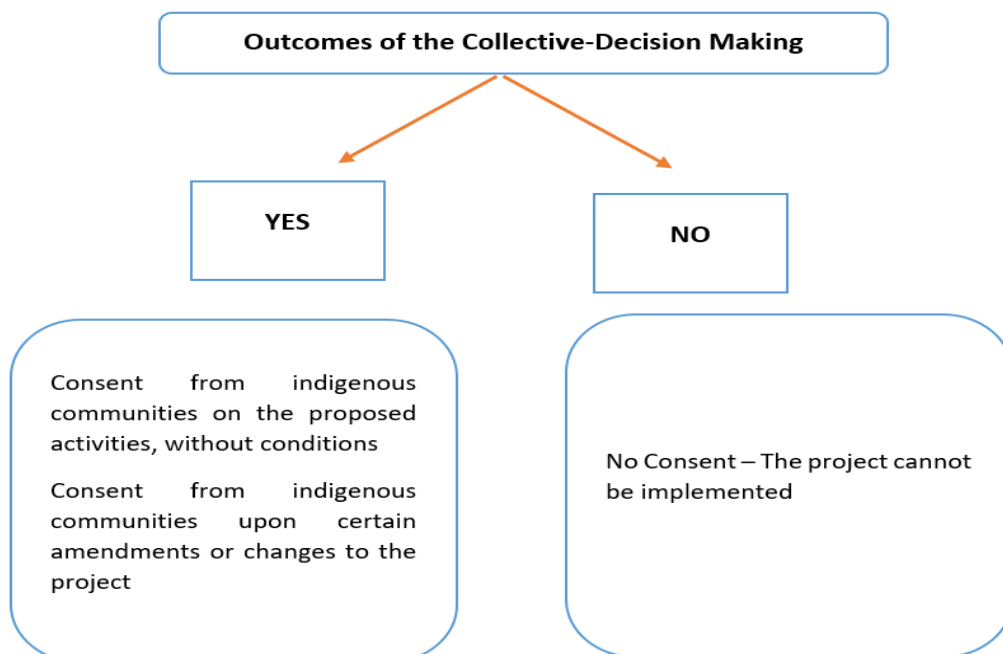 Outcomes of the Collective-Decision Making
YES
NO
Consent from indigenous
communities on the proposed
activities, without conditions
Consent from indigenous
communities upon certain
amendments or changes to the
project
No Consent – The project cannot
be implemented